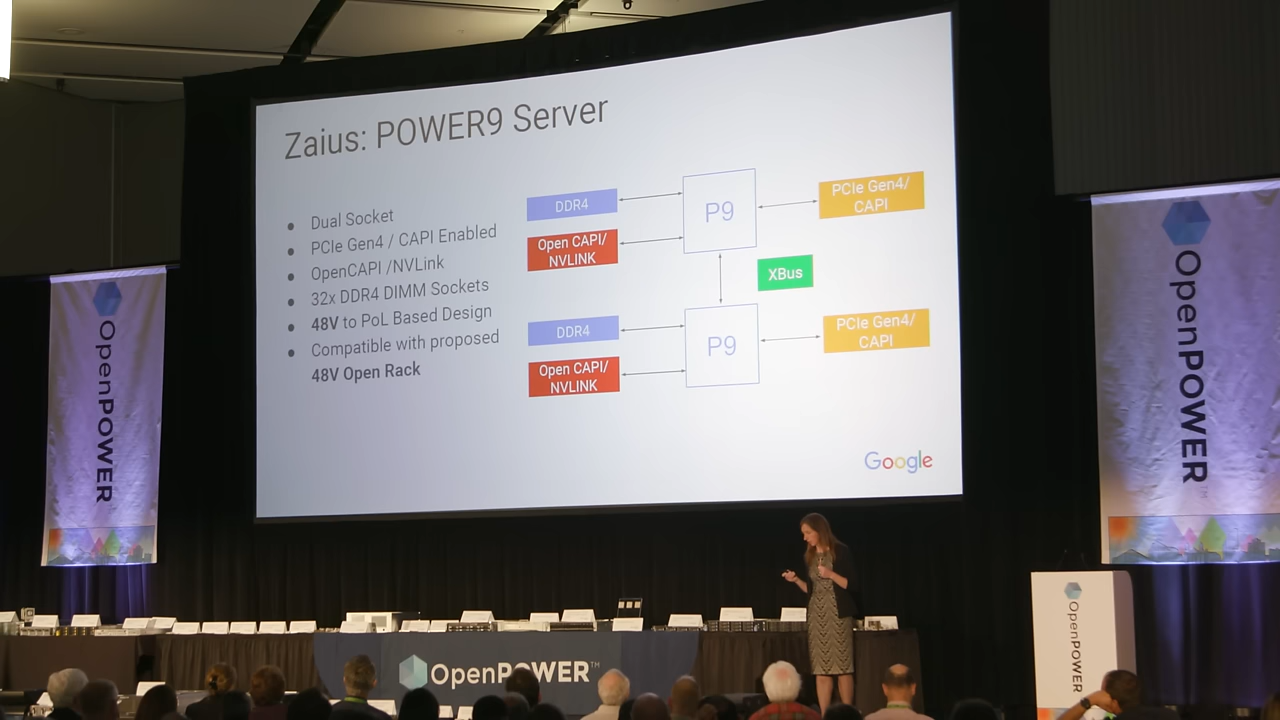 Zaius: POWER9 Server
● Dual Socket
● PCIe Gen4 / CAPI Enabled
● OpenCAPI /NVLink
● 32x DDR4 DIMM Sockets
● 48V to PoL Based Design
● Compatible with proposed
48V Open Rack
DDR4
Open CAPI/
NVLINK
P9
PCIe Gen4/
CAPI
XBus
DDR4
Open CAPI/
NVLINK
P9
PCIe Gen4/
CAPI
Google
OpenPOWER
OpenPOWER™
OpenPOWER™
OpenPOWER